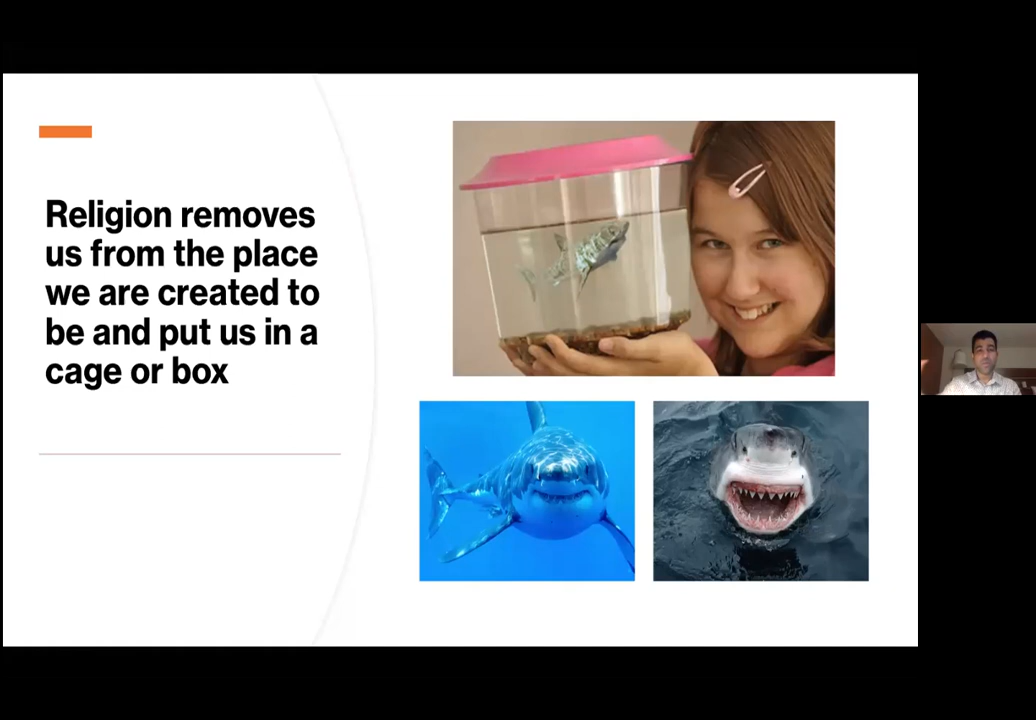 Religion removes
us from the place
we are created to
be and put us in a
cage or box